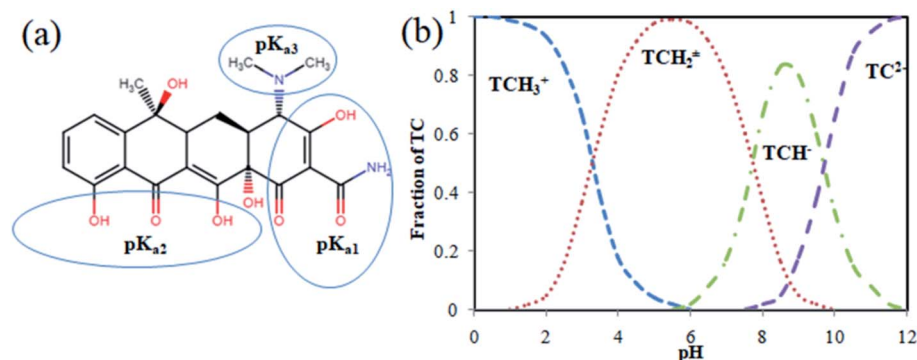 (a)
pKa3
H₃C
CH₃
N
CH₃
OH
OH
NH₂
OH
OH
O
OH
O
O
pKa2
pKa1
(b)
Fraction of TC
1
0.8
0.6
0.4
0.2
0
TCH₃⁺
TCH₂±
TCH⁻
TC²⁻
0
2
4
6
8
10
12
pH